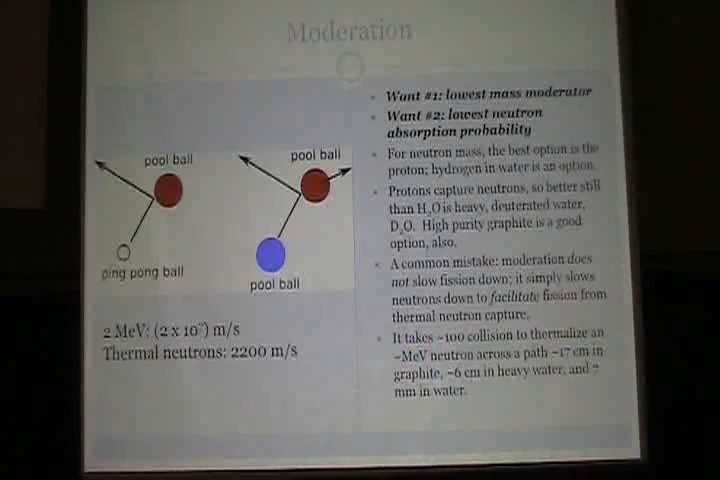 Moderation
pool ball
ping pong ball
pool ball
pool ball
2 MeV: (2 x 10⁷) m/s
Thermal neutrons: 2200 m/s
Want #1: lowest mass moderator
Want #2: lowest neutron
absorption probability
For neutron mass, the best option is the
proton; hydrogen in water is an option.
Protons capture neutrons, so better still
than H₂O is heavy, deuterated water,
D₂O. High purity graphite is a good
option, also.
A common mistake: moderation does
not slow fission down; it simply slows
neutrons down to facilitate fission from
thermal neutron capture.
It takes ~100 collision to thermalize an
~MeV neutron across a path ~17 cm in
graphite, ~6 cm in heavy water, and 7
mm in water.